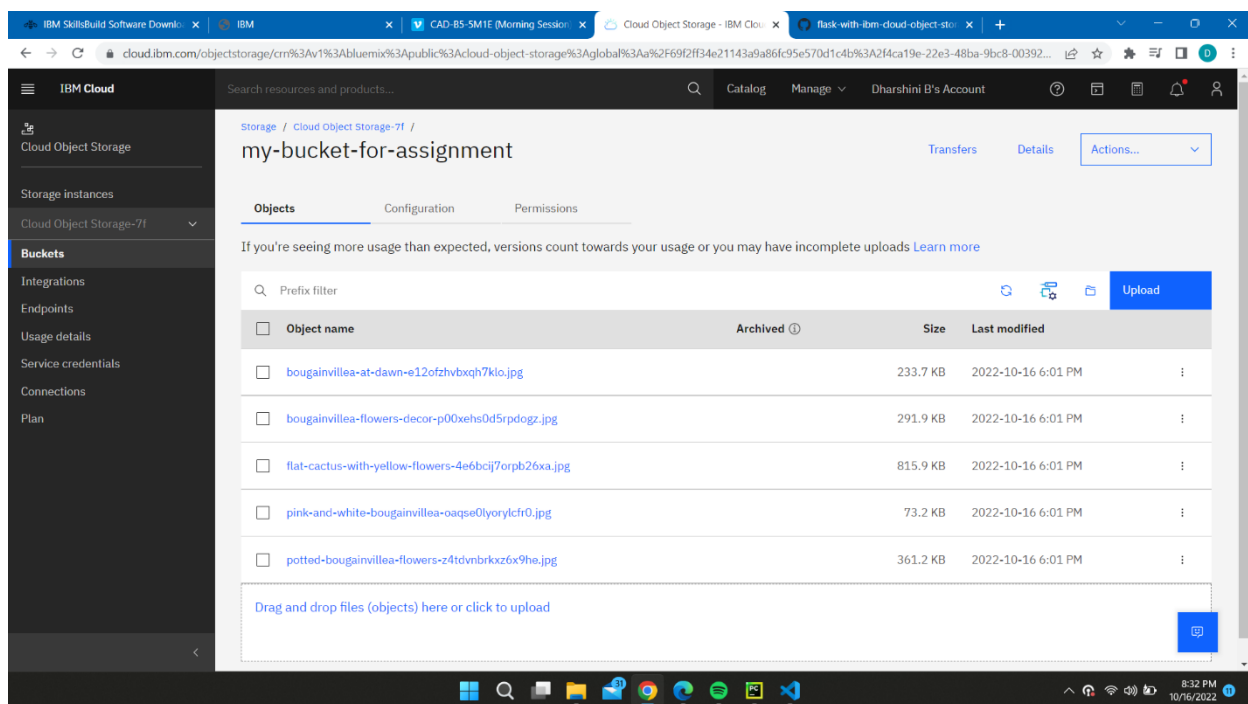 IBM SkillsBuild Software Downlo
IBM
CAD-B5-5M1E (Morning Session)
Cloud Object Storage - IBM Clou
flask-with-ibm-cloud-object-stor
cloud.ibm.com/objectstorage/crn%3Av1%3Abluemix%3Apublic%3Acloud-object-storage%3Aglobal%3Aa%2F69f2ff34e21143a9a86fc95e570d1c4b%3A2f4ca19e-22e3-48ba-9bc8-00392...
D
IBM Cloud
Search resources and products...
Catalog
Manage
Dharshini B's Account
Cloud Object Storage
Storage instances
Cloud Object Storage-7f
Buckets
Integrations
Endpoints
Usage details
Service credentials
Connections
Plan
Storage / Cloud Object Storage-7f /
my-bucket-for-assignment
Transfers
Details
Actions...
Objects
Configuration
Permissions
If you're seeing more usage than expected, versions count towards your usage or you may have incomplete uploads Learn more
Prefix filter
Upload
Object name Archived Size Last modified
bougainvillea-at-dawn-e12ofzhvbxqh7klo.jpg 233.7 KB 2022-10-16 6:01 PM
bougainvillea-flowers-decor-p00xehs0d5rpdogz.jpg 291.9 KB 2022-10-16 6:01 PM
flat-cactus-with-yellow-flowers-4e6bcij7orpb26xa.jpg 815.9 KB 2022-10-16 6:01 PM
pink-and-white-bougainvillea-oaqse0lyorylcfr0.jpg 73.2 KB 2022-10-16 6:01 PM
potted-bougainvillea-flowers-z4tdvnbrkxz6x9he.jpg 361.2 KB 2022-10-16 6:01 PM
Drag and drop files (objects) here or click to upload
31
PC
8:32 PM
10/16/2022
11